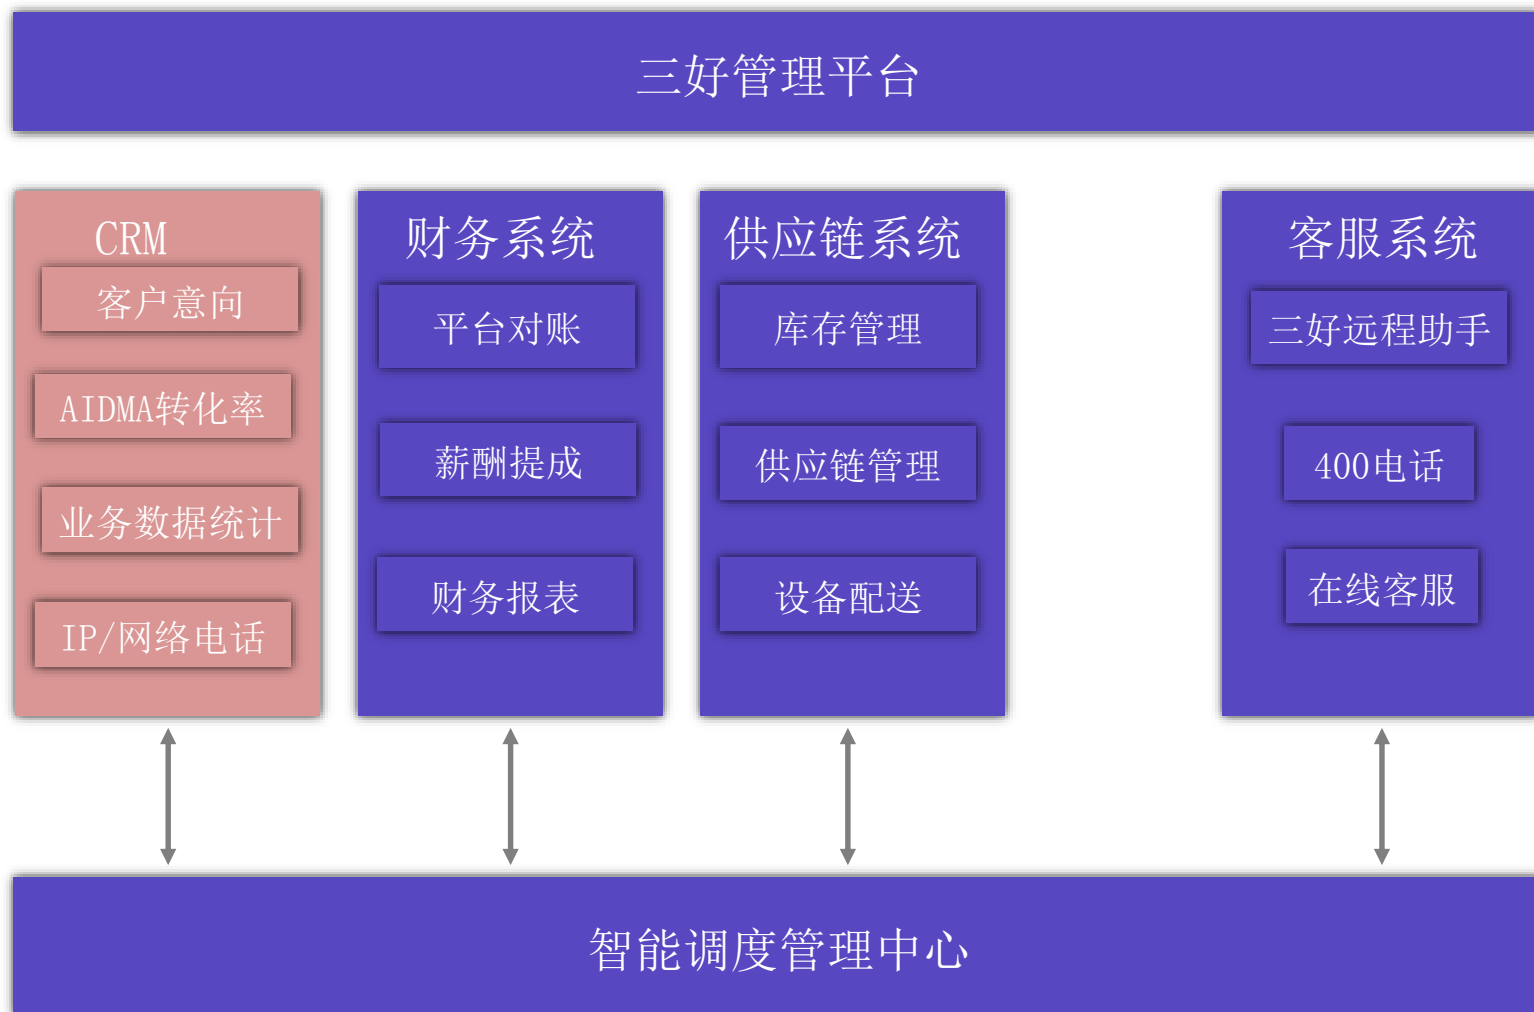 三好管理平台
CRM
客户意向
AIDMA转化率
业务数据统计
IP/网络电话
财务系统
平台对账
薪酬提成
财务报表
供应链系统
库存管理
供应链管理
设备配送
客服系统
三好远程助手
400电话
在线客服
智能调度管理中心